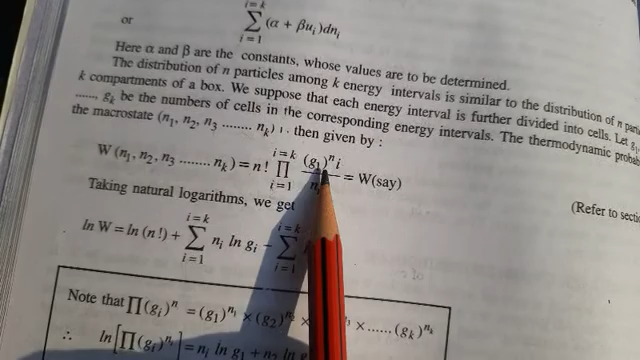 i=k
or ∑ (α + βu_i) dn_i
i=1
Here α and β are the constants, whose values are to be determined.
The distribution of n particles among k energy intervals is similar to the distribution of n
k compartments of a box. We suppose that each energy interval is further divided into cells. Let g
........ g_k be the numbers of cells in the corresponding energy intervals. The thermodynamic
the macrostate (n_1, n_2, n_3 ........ n_k) is then given by :
W (n_1, n_2, n_3 ........ n_k) = n ! ∏_{i=1}^{i=k} (g_1)^n i / n = W(say)
Taking natural logarithms, we get
(Refer to
ln W = ln (n!) + ∑_{i=1}^{i=k} n_i ln g_i – ∑_{i=1}^{i=k}
Note that ∏(g_i)^n = (g_1)^{n_1} × (g_2)^{n_2} × × ...... (g_k)^{n_k}
∴ ln[∏(g_i)^{n_i}] = n_i ln g_1 + n_2 ln